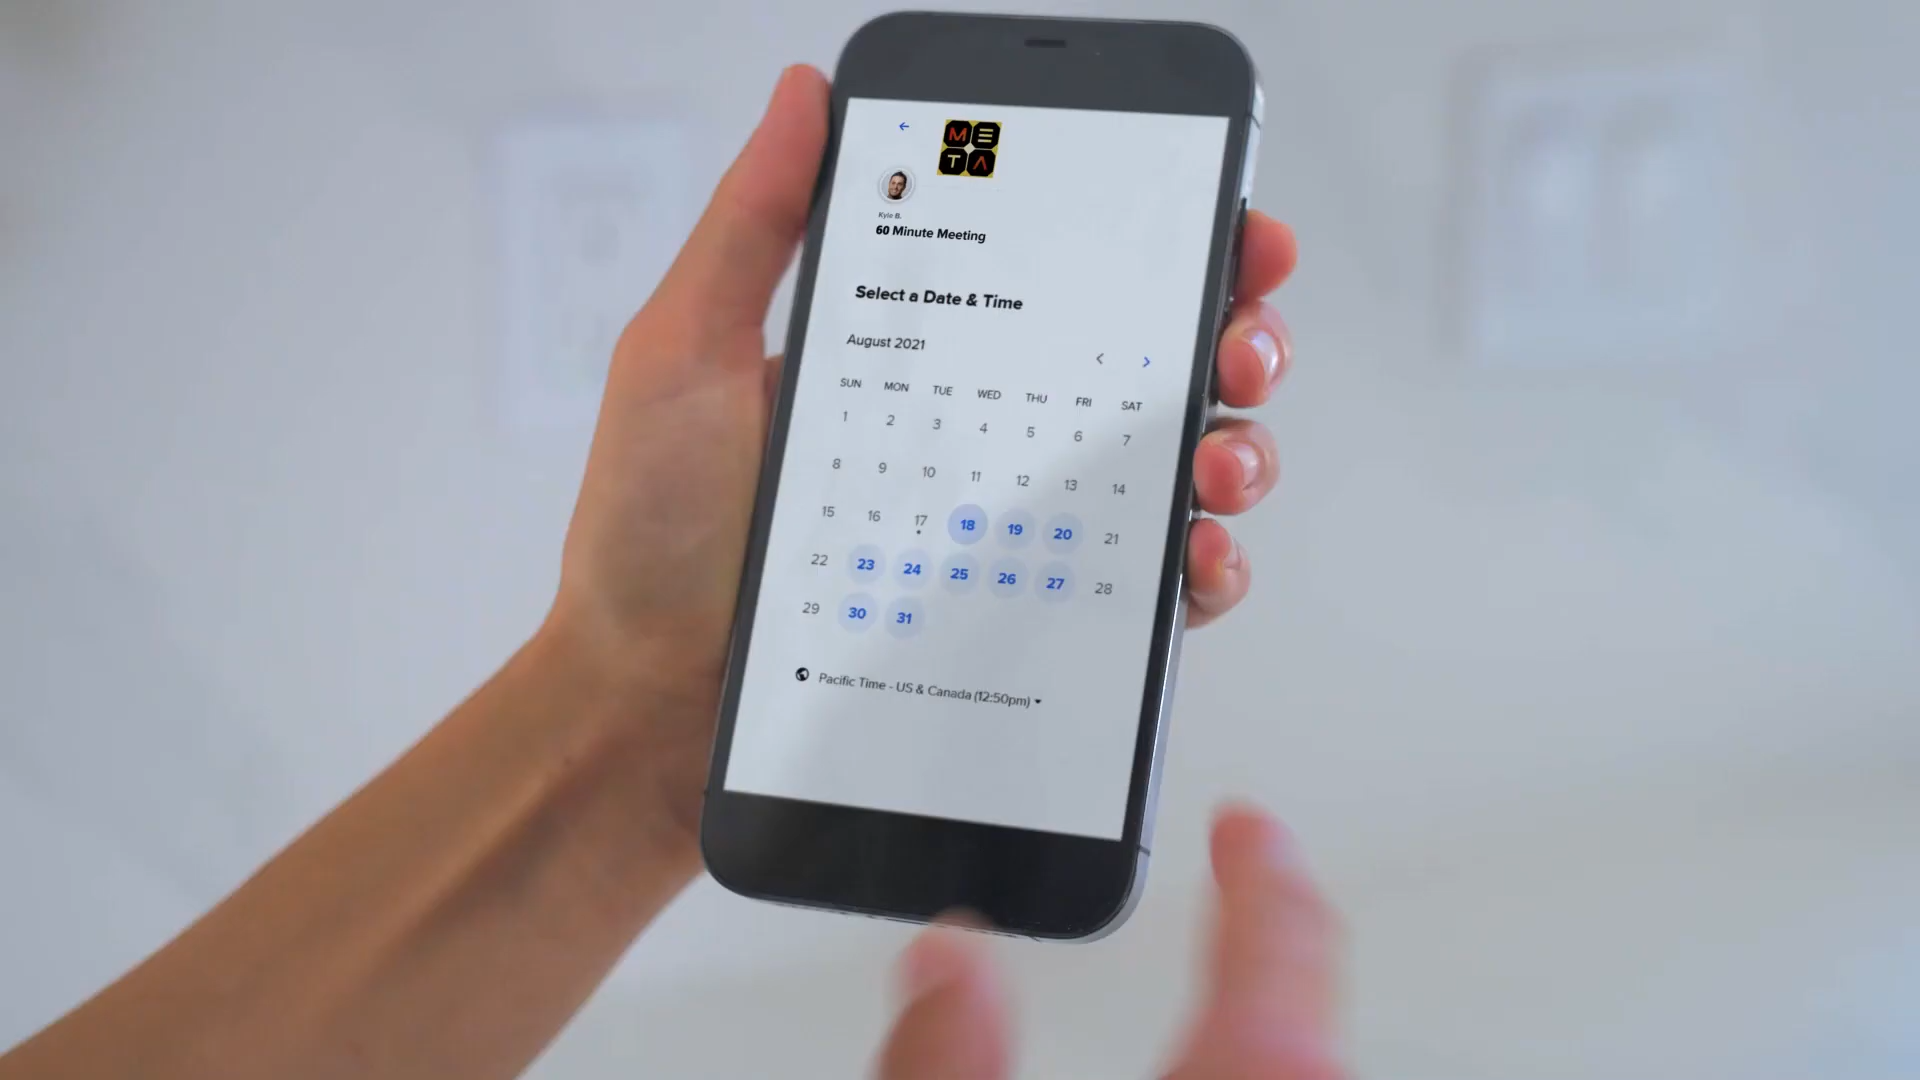 ME
TA
Kyle B.
60 Minute Meeting
Select a Date & Time
August 2021
SUN MON TUE WED THU FRI SAT
1 2 3 4 5 6 7
8 9 10 11 12 13 14
15 16 17 18 19 20 21
22 23 24 25 26 27 28
29 30 31
Pacific Time - US & Canada (12:50pm)